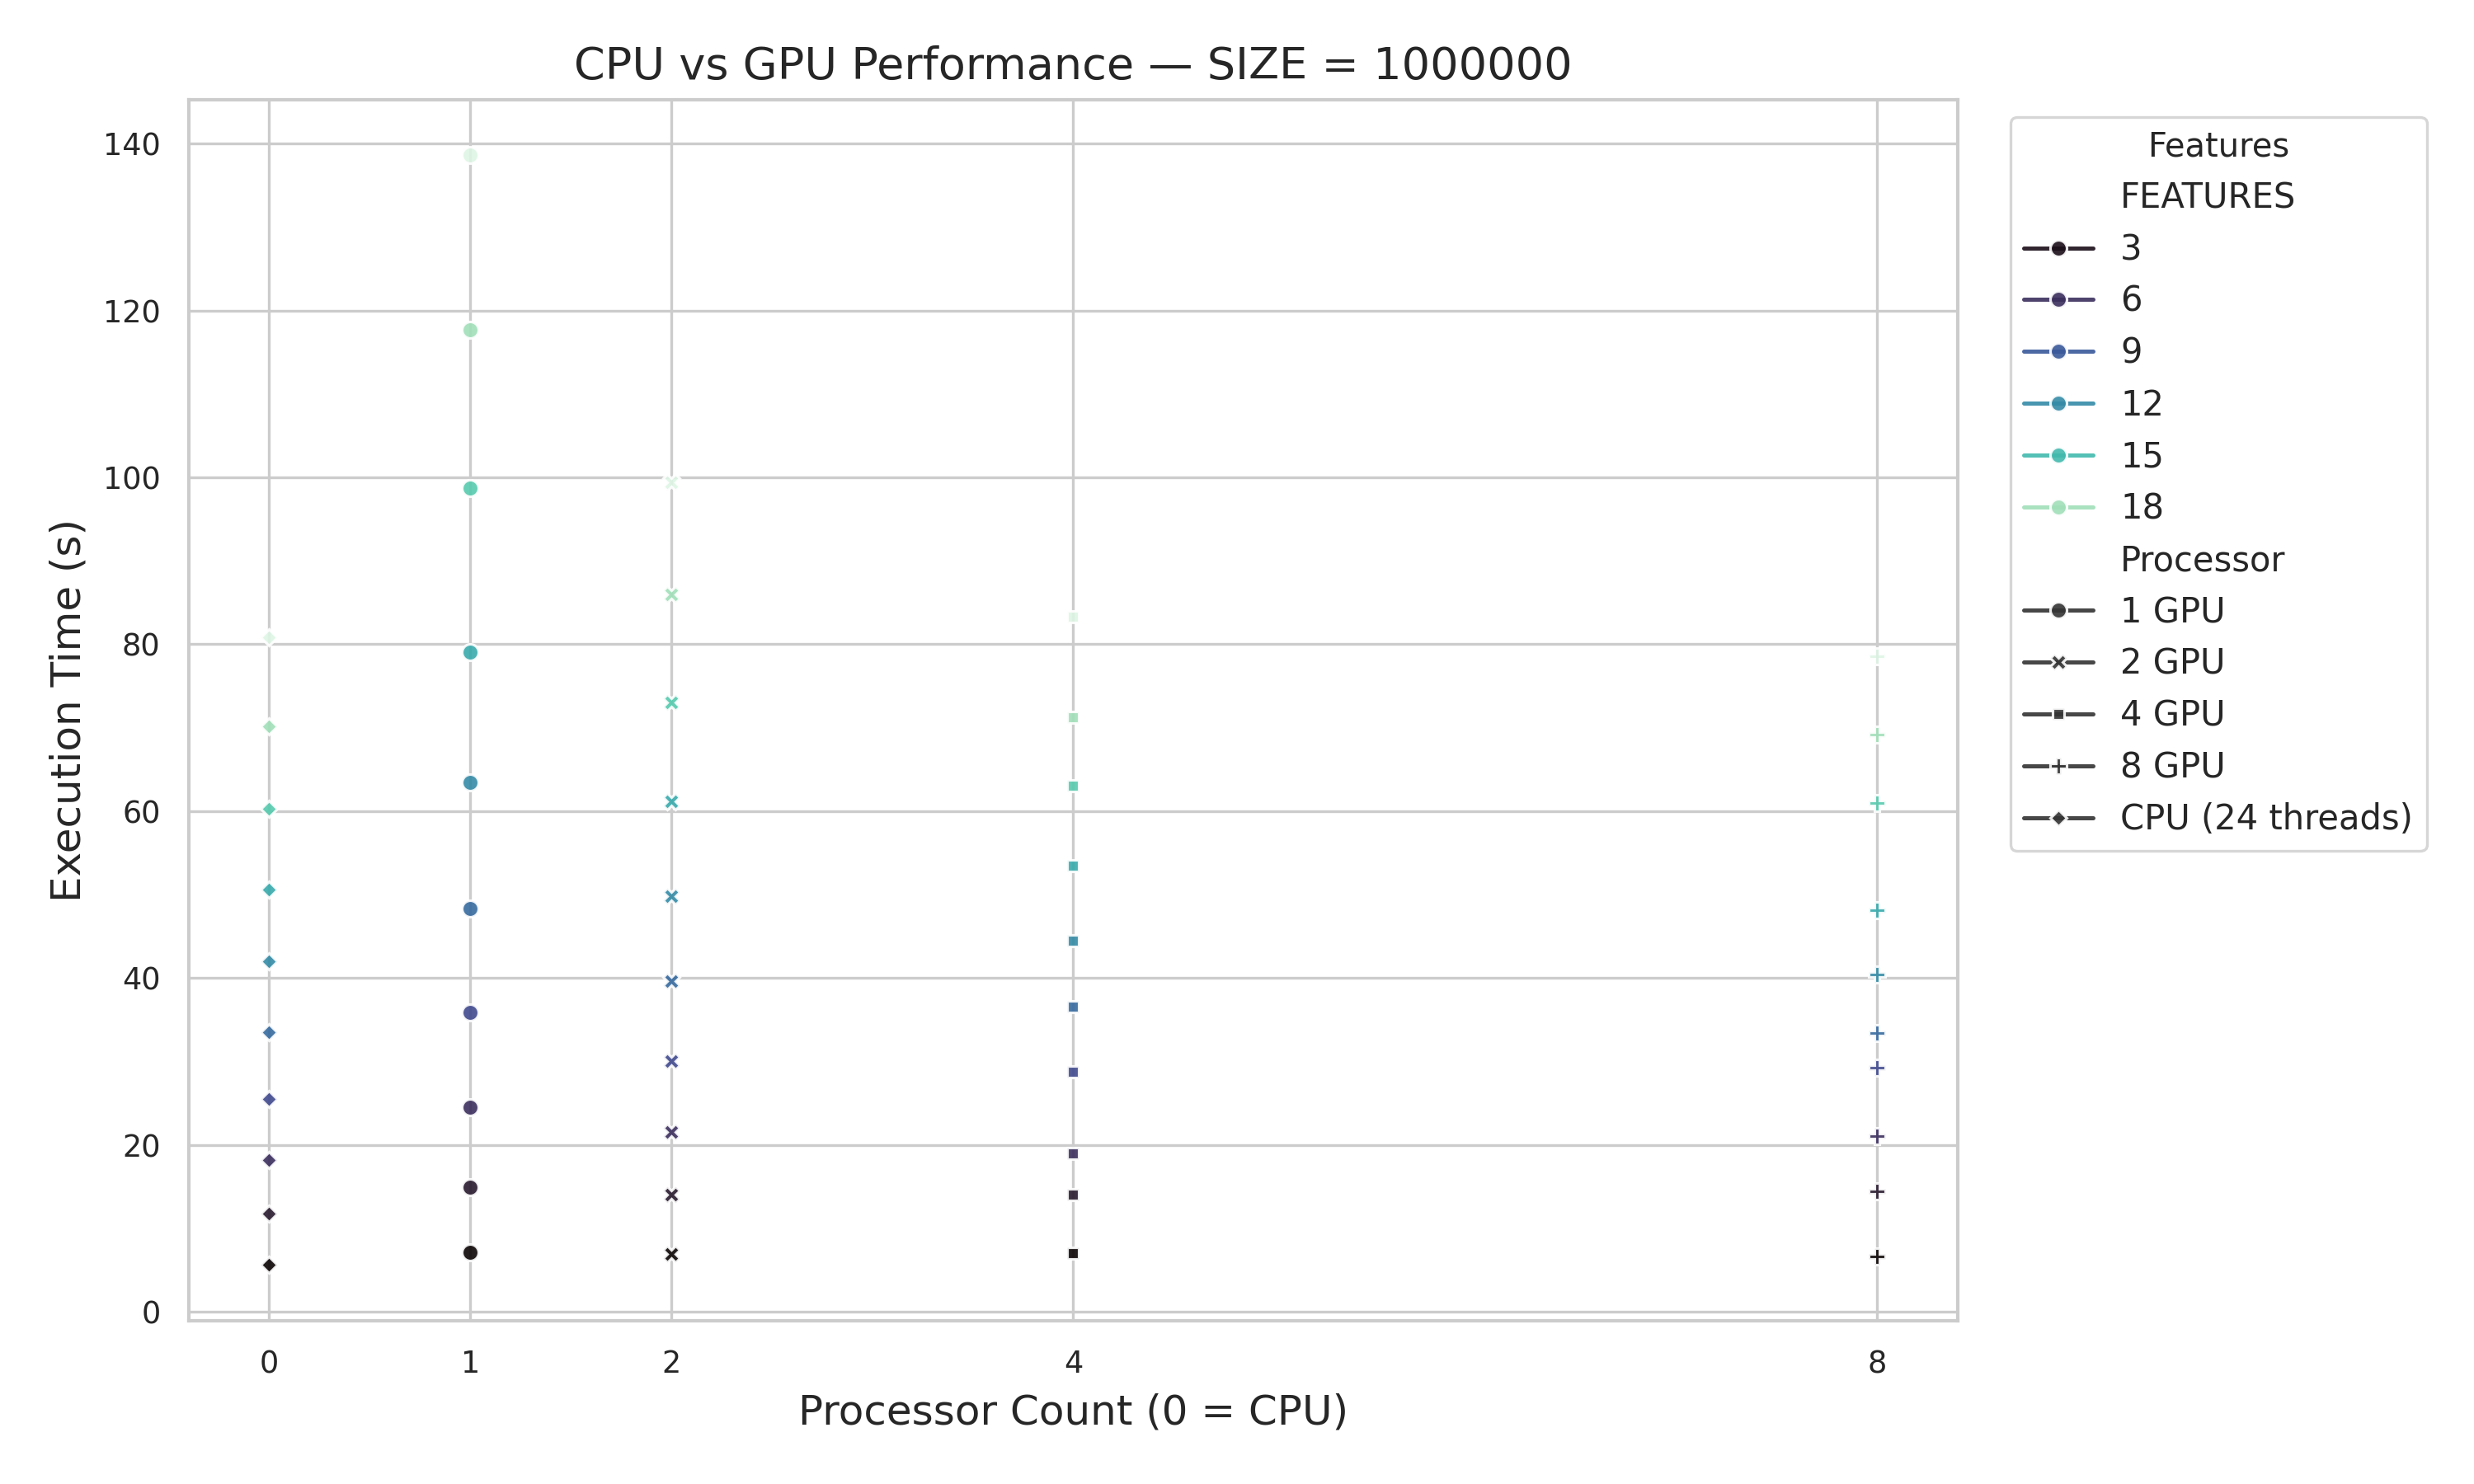 CPU vs GPU Performance — SIZE = 1000000
140
120
100
80
60
40
20
0
Execution Time (s)
0 1 2 4 8
Processor Count (0 = CPU)
Features
FEATURES
3
6
9
12
15
18
Processor
1 GPU
2 GPU
4 GPU
8 GPU
CPU (24 threads)